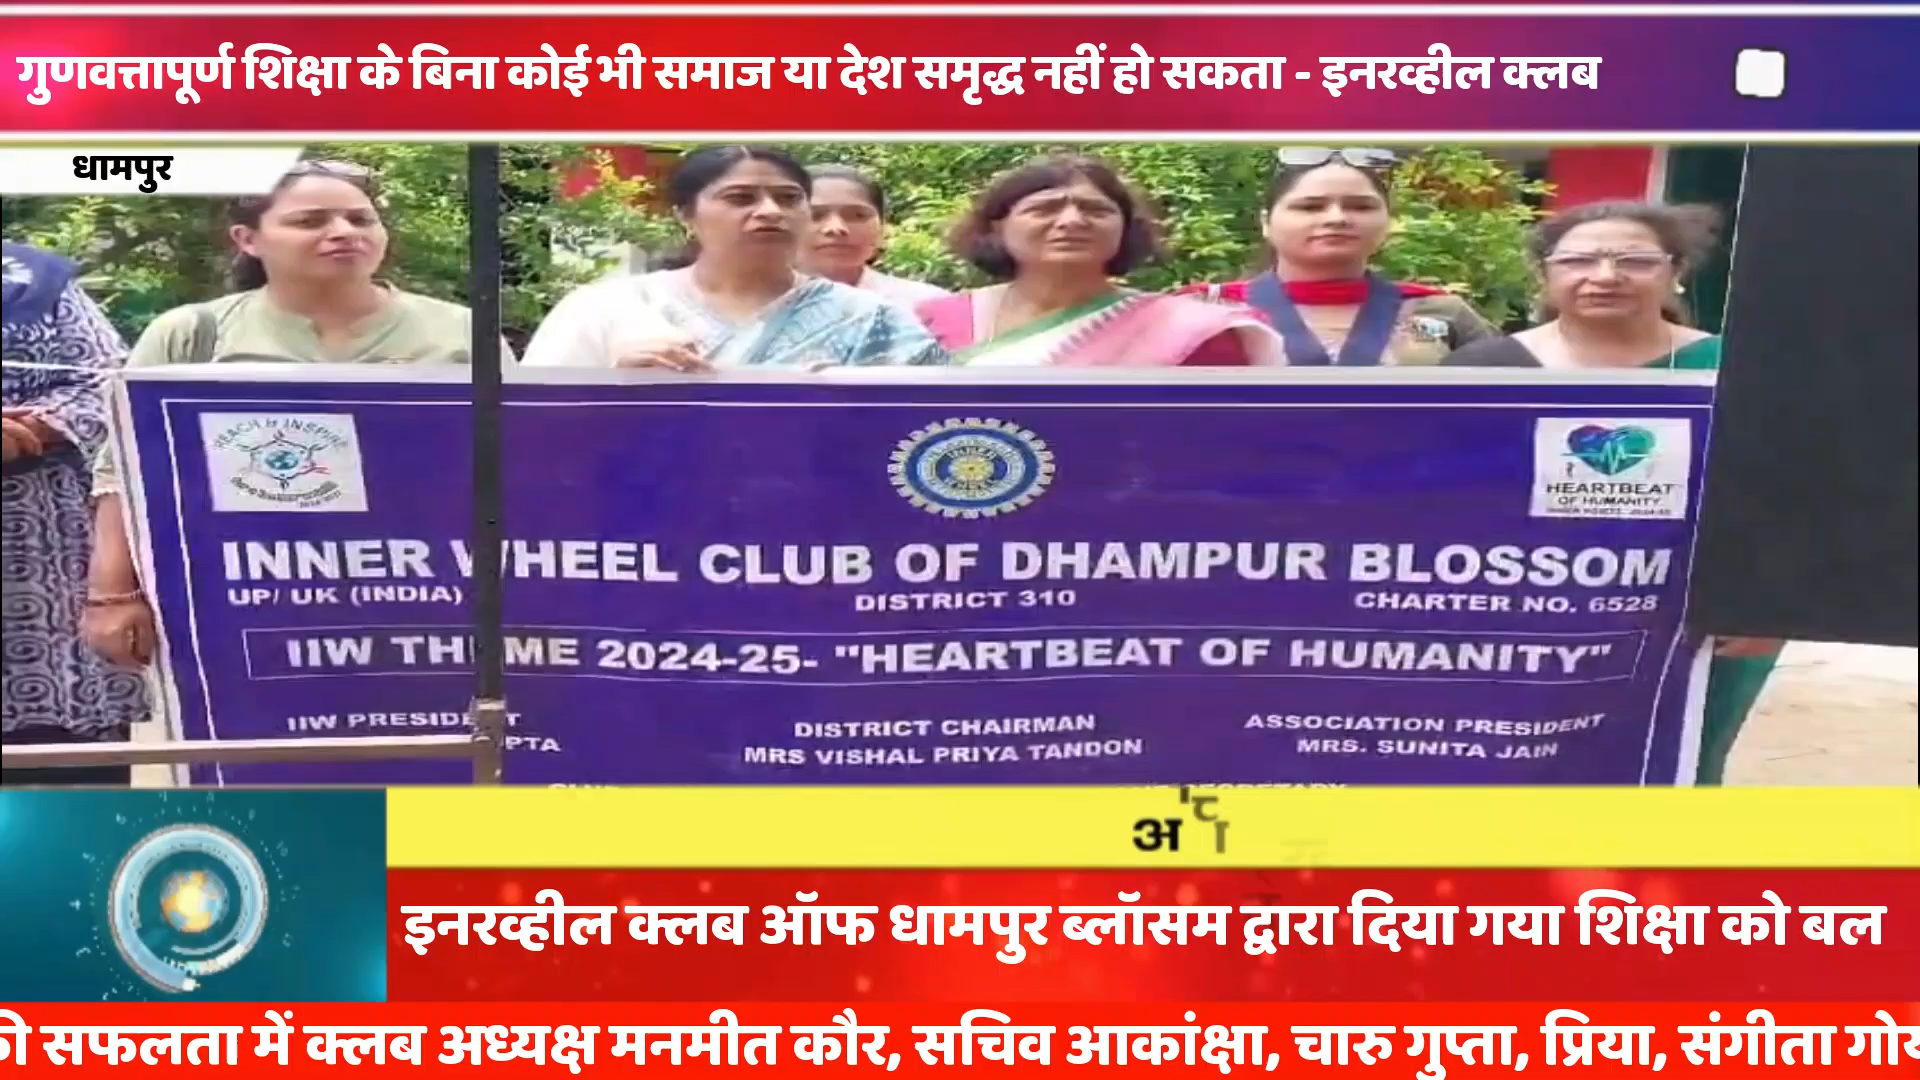 गुणवत्तापूर्ण शिक्षा के बिना कोई भी समाज या देश समृद्ध नहीं हो सकता - इनरव्हील क्लब
धामपुर
REACH & INSPIRE
INNER
HEARTBEAT
OF HUMANITY
INNER WHEEL CLUB OF DHAMPUR BLOSSOM
UP/ UK (INDIA)
DISTRICT 310
CHARTER NO. 6528
IIW THEME 2024-25- "HEARTBEAT OF HUMANITY"
IIW PRESIDENT
DISTRICT CHAIRMAN
MRS VISHAL PRIYA TANDON
ASSOCIATION PRESIDENT
MRS. SUNITA JAIN
इनरव्हील क्लब ऑफ धामपुर ब्लॉसम द्वारा दिया गया शिक्षा को बल
सफलता में क्लब अध्यक्ष मनमीत कौर, सचिव आकांक्षा, चारु गुप्ता, प्रिया, संगीता